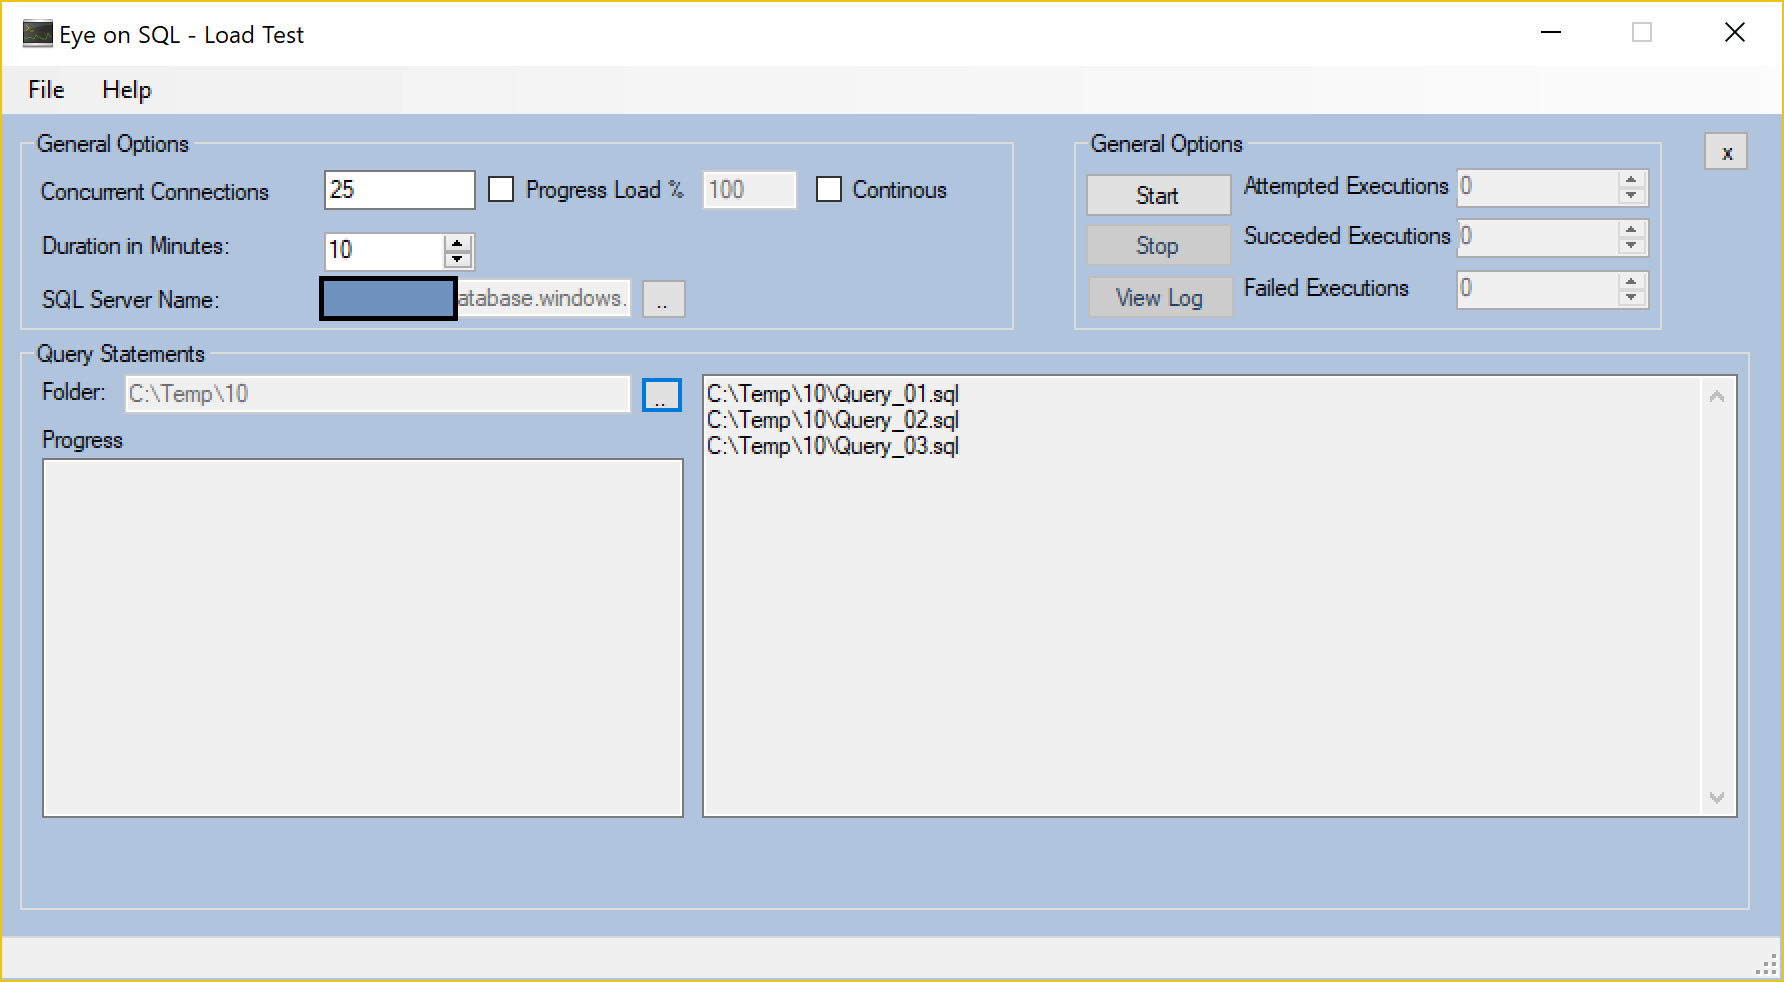 Eye on SQL - Load Test
File Help
General Options
Concurrent Connections 25 Progress Load % 100 Continous
Duration in Minutes: 10
SQL Server Name: atabase.windows. ..
General Options
Start Attempted Executions 0
Stop Succeded Executions 0
View Log Failed Executions 0
x
Query Statements
Folder: C:\Temp\10 ..
Progress
C:\Temp\10\Query_01.sql
C:\Temp\10\Query_02.sql
C:\Temp\10\Query_03.sql